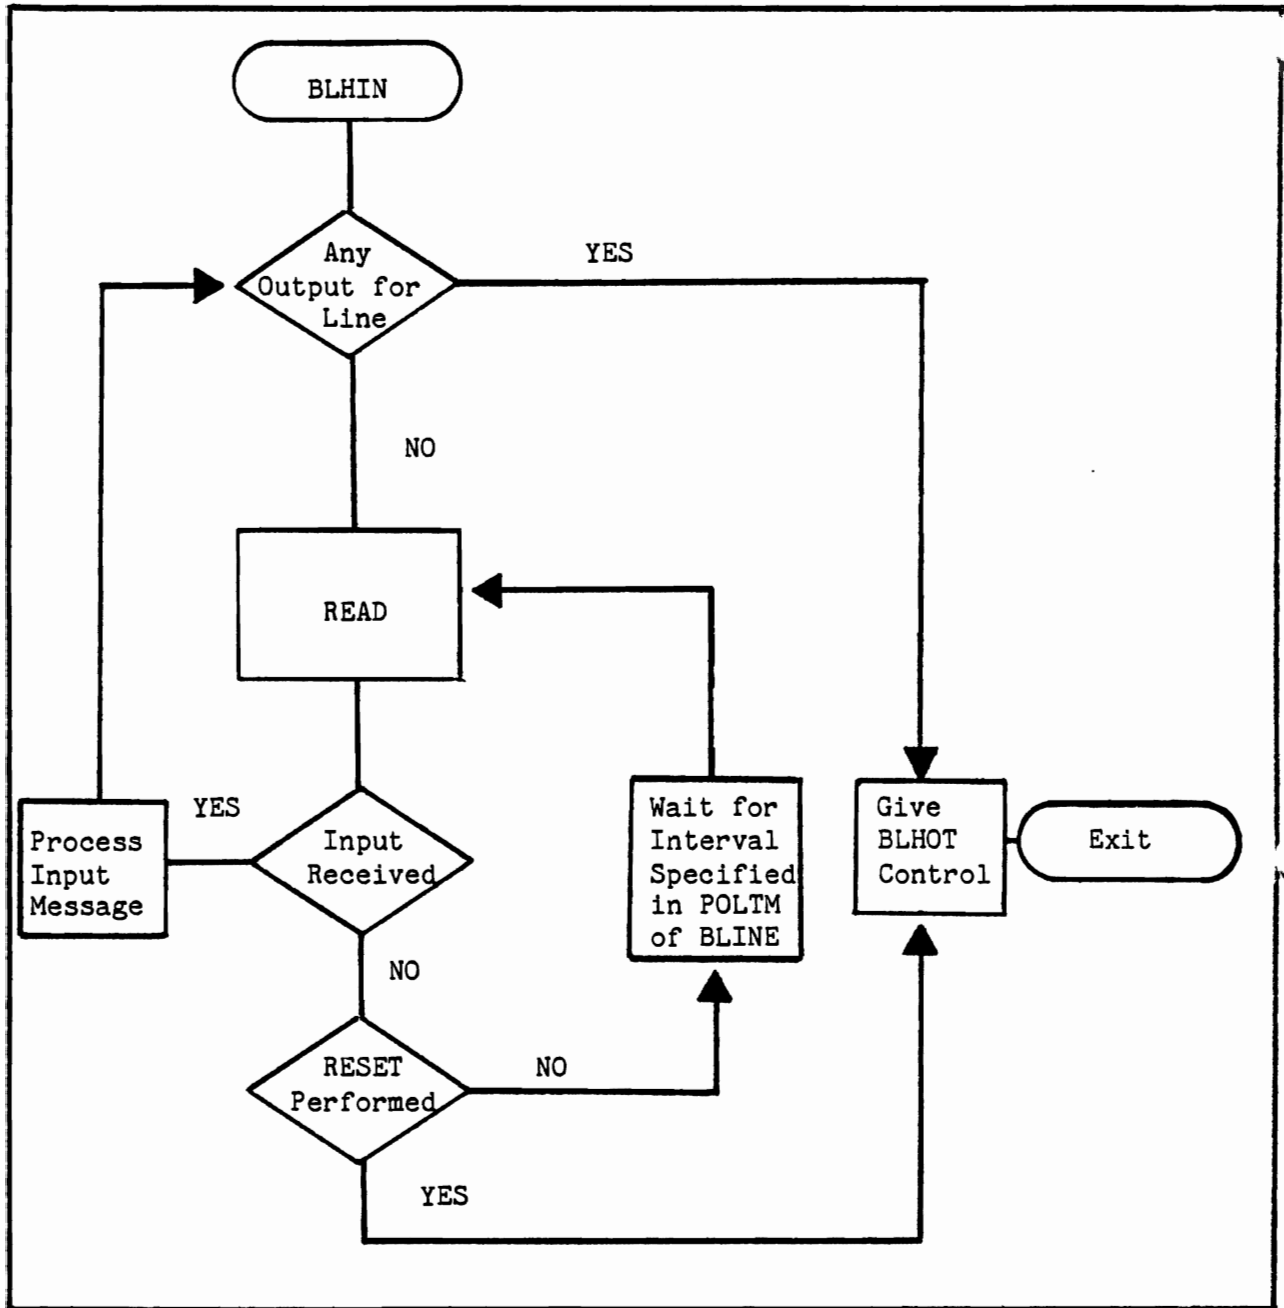 BLHIN
Any
Output for
Line
YES
NO
READ
YES
Process
Input
Message
Input
Received
Wait for
Interval
Specified
in POLTM
of BLINE
Give
BLHOT
Control
Exit
NO
RESET
Performed
NO
YES